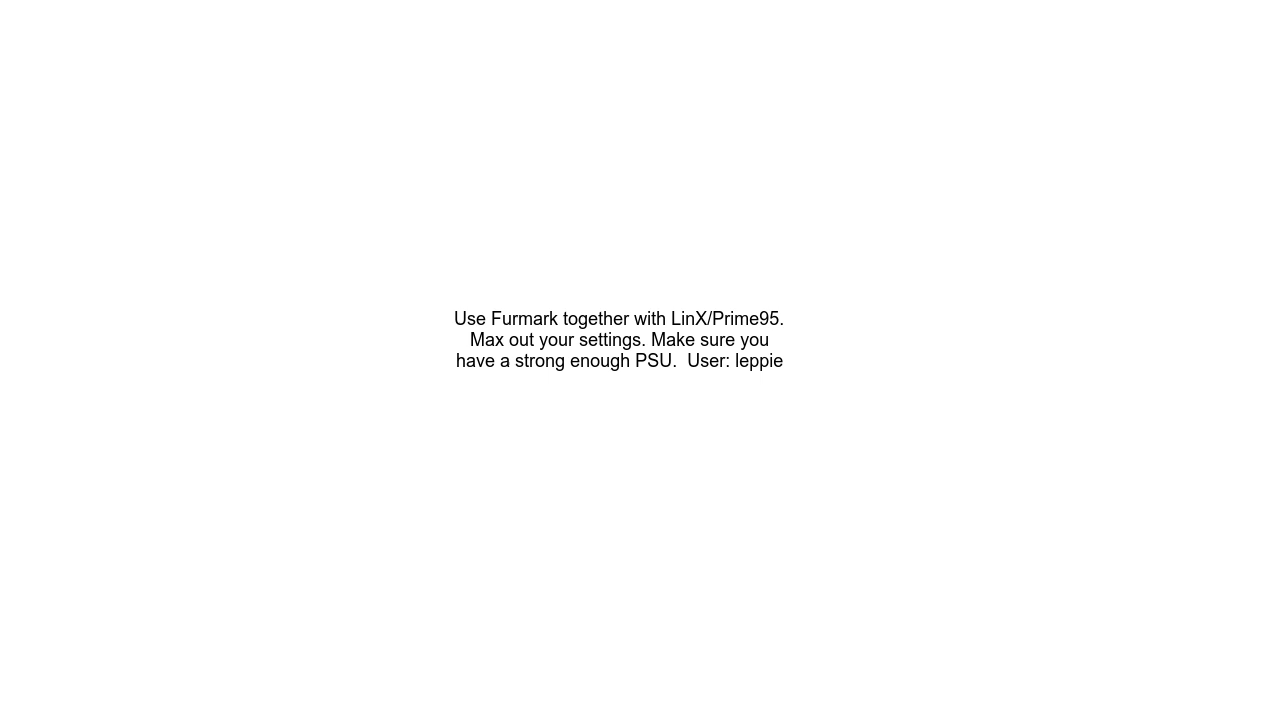 Use Furmark together with LinX/Prime95.
Max out your settings. Make sure you
have a strong enough PSU.  User: leppie